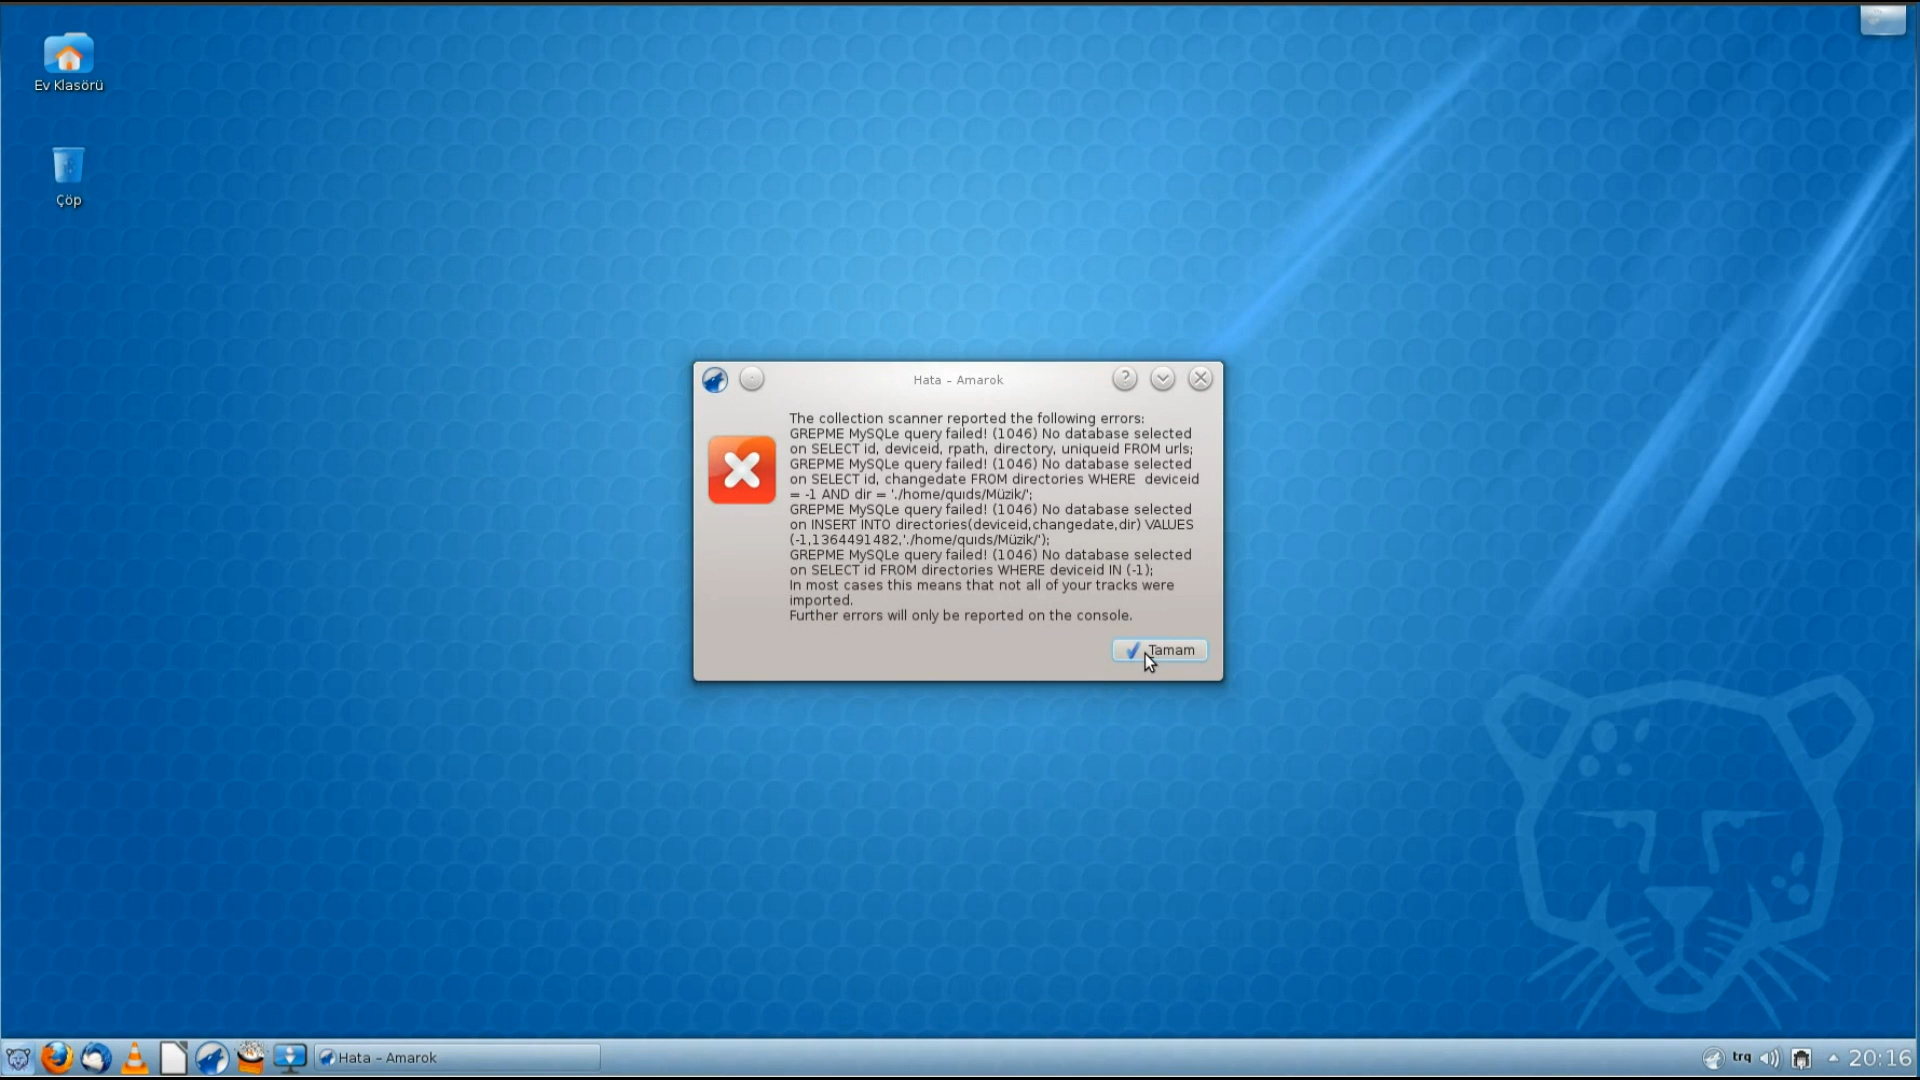 Ev Klasörü
Çöp
Hata – Amarok
The collection scanner reported the following errors:
GREPME MySQLe query failed! (1046) No database selected
on SELECT id, deviceid, rpath, directory, uniqueid FROM urls;
GREPME MySQLe query failed! (1046) No database selected
on SELECT id, changedate FROM directories WHERE  deviceid
= -1 AND dir = './home/quıds/Müzik/';
GREPME MySQLe query failed! (1046) No database selected
on INSERT INTO directories(deviceid,changedate,dir) VALUES
(-1,1364491482,'./home/quıds/Müzik/');
GREPME MySQLe query failed! (1046) No database selected
on SELECT id FROM directories WHERE deviceid IN (-1);
In most cases this means that not all of your tracks were
imported.
Further errors will only be reported on the console.
Tamam
Hata – Amarok
trq
20:16